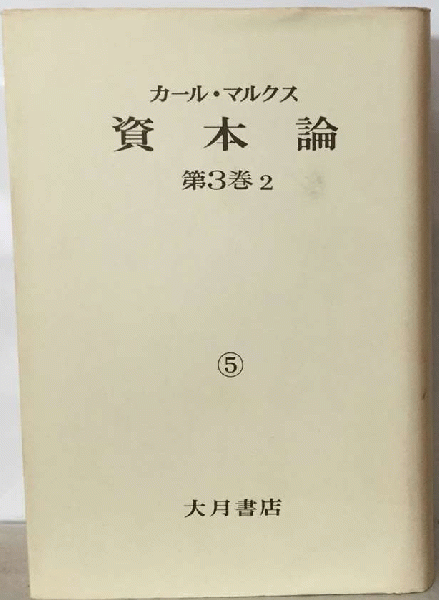 カール・マルクス
資本論
第3巻 2
⑤
大月書店